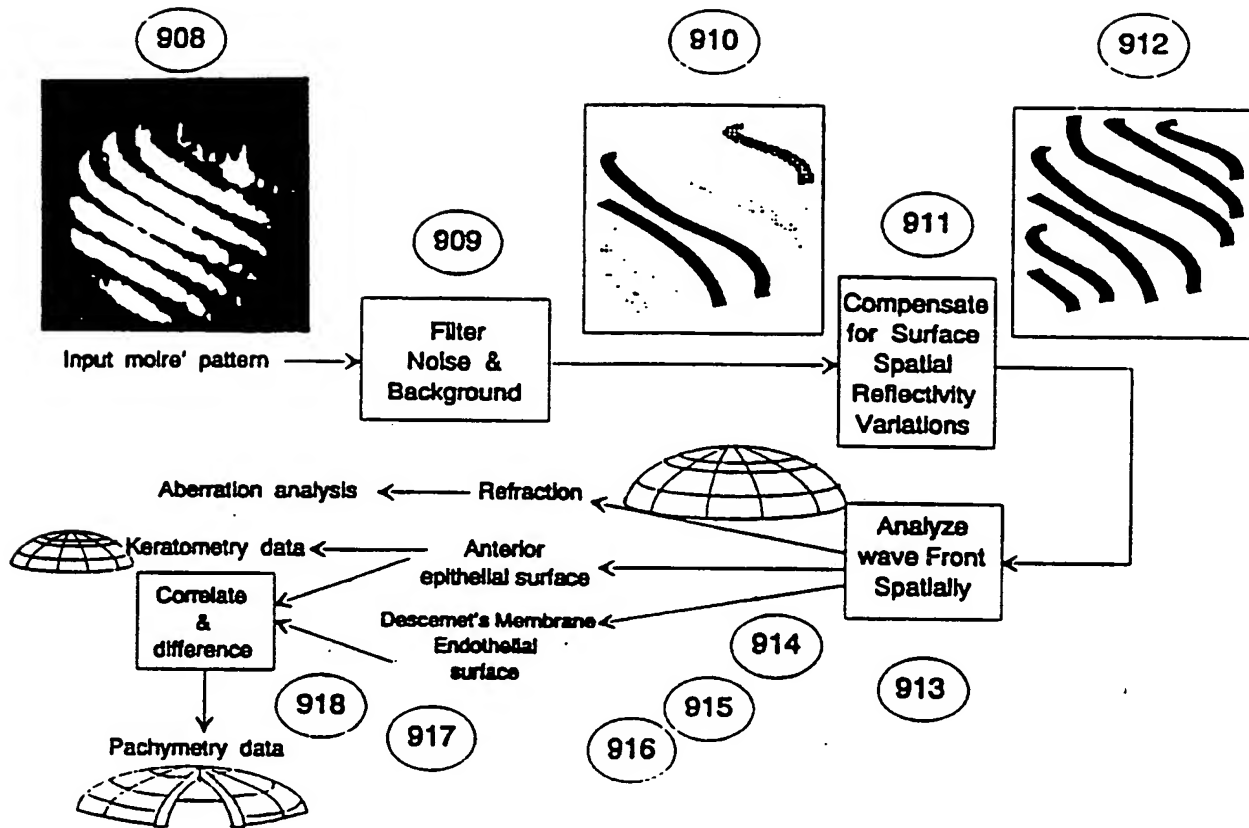 908
910
912
909
911
Input moire' pattern
Filter
Noise &
Background
Compensate
for Surface
Spatial
Reflectivity
Variations
Aberration analysis
Refraction
Analyze
wave Front
Spatially
Keratometry data
Anterior
epithelial surface
Correlate
&
difference
Descemet's Membrane
Endothelial
surface
914
913
915
918
917
916
Pachymetry data